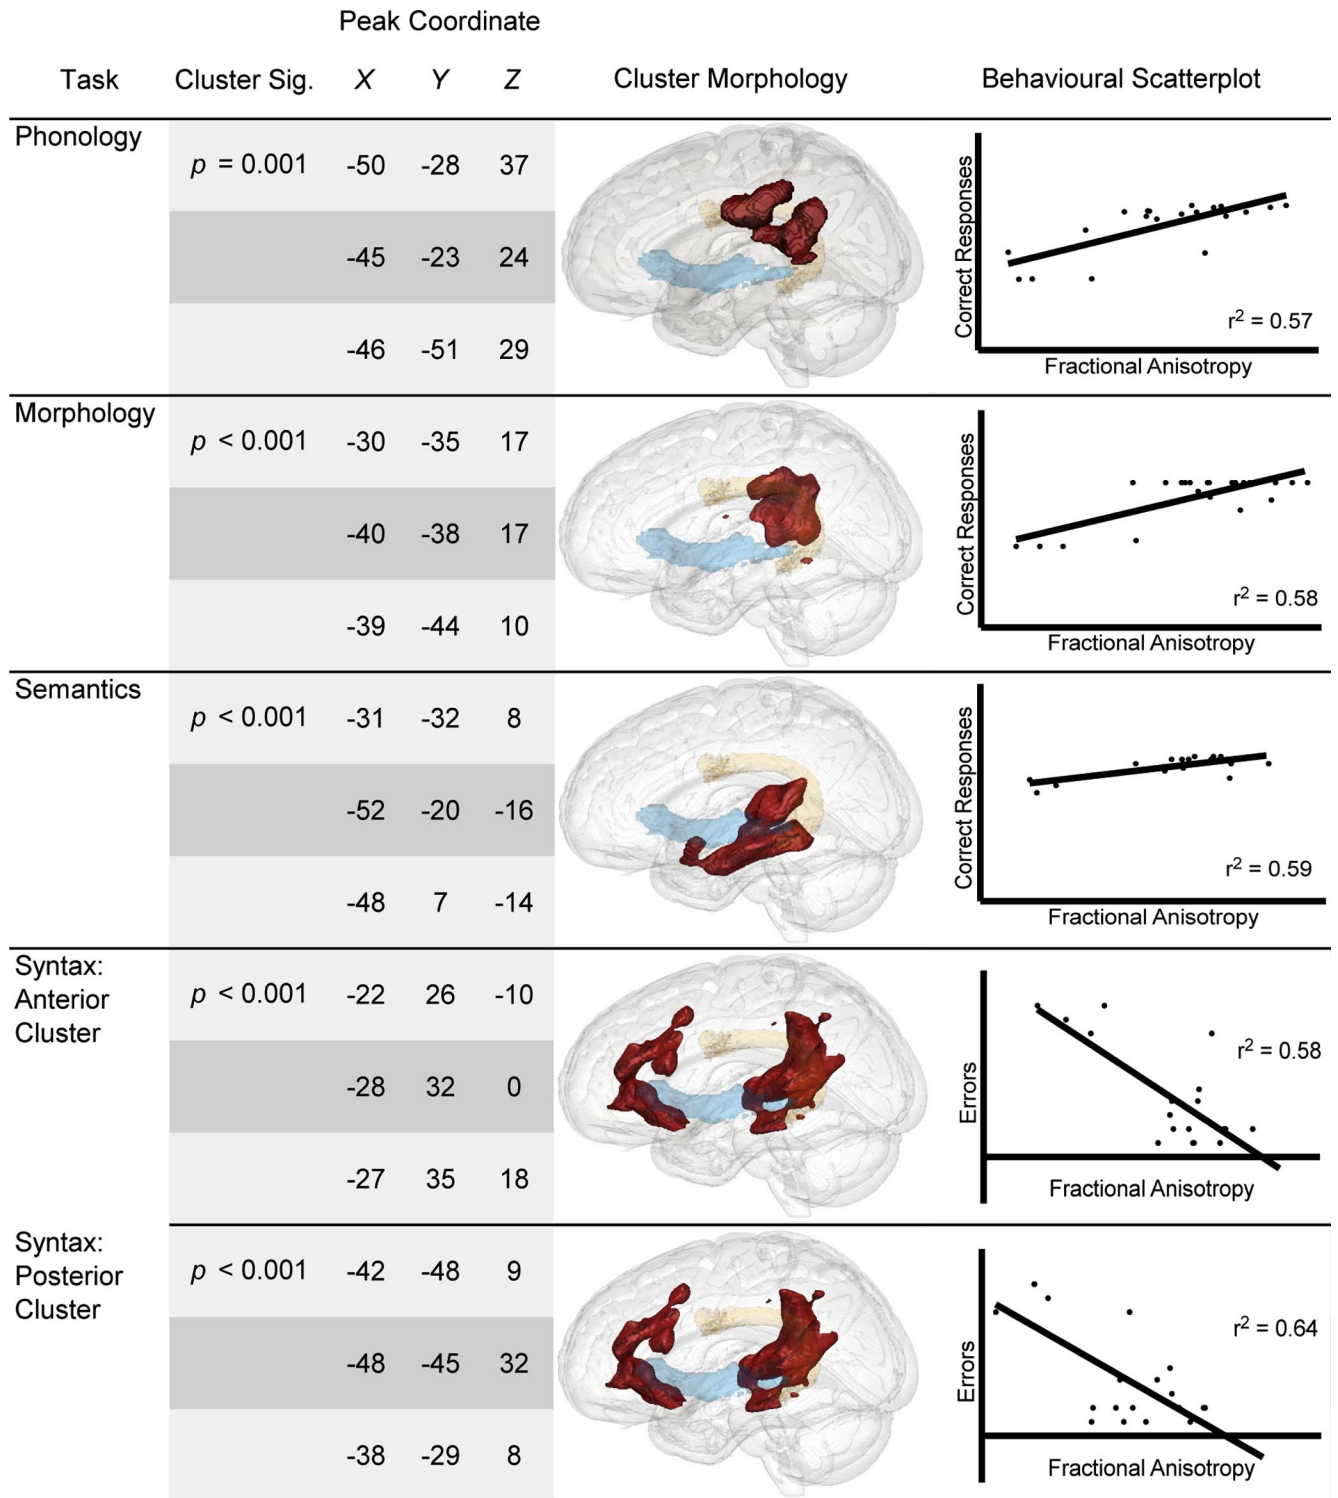 Peak Coordinate
Task Cluster Sig. X Y Z Cluster Morphology Behavioural Scatterplot
Phonology
p = 0.001 -50 -28 37
-45 -23 24
-46 -51 29
Correct Responses
r² = 0.57
Fractional Anisotropy
Morphology
p < 0.001 -30 -35 17
-40 -38 17
-39 -44 10
Correct Responses
r² = 0.58
Fractional Anisotropy
Semantics
p < 0.001 -31 -32 8
-52 -20 -16
-48 7 -14
Correct Responses
r² = 0.59
Fractional Anisotropy
Syntax:
Anterior
Cluster
p < 0.001 -22 26 -10
-28 32 0
-27 35 18
Errors
r² = 0.58
Fractional Anisotropy
Syntax:
Posterior
Cluster
p < 0.001 -42 -48 9
-48 -45 32
-38 -29 8
Errors
r² = 0.64
Fractional Anisotropy